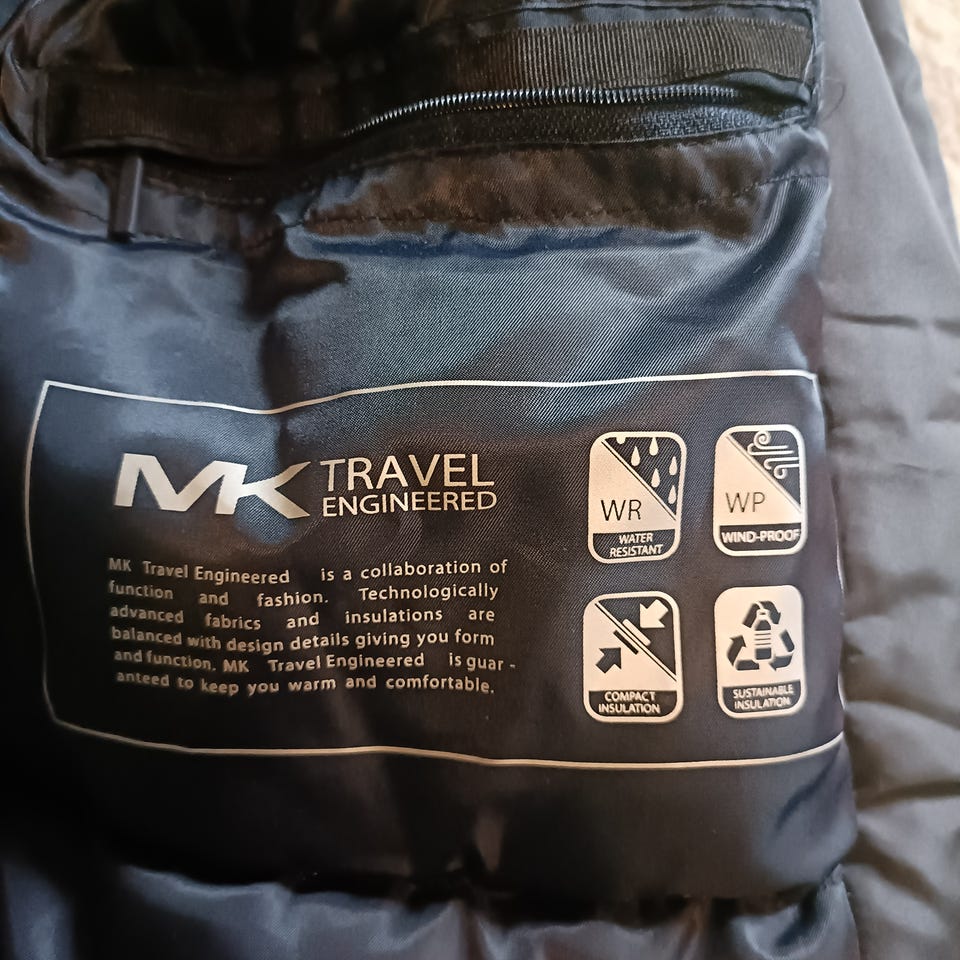 MK TRAVEL
ENGINEERED
MK Travel Engineered is a collaboration of
function and fashion. Technologically
advanced fabrics and insulations are
balanced with design details giving you form
and function. MK Travel Engineered is guar -
anteed to keep you warm and comfortable.
WR
WATER
RESISTANT
WP
WIND-PROOF
COMPACT
INSULATION
SUSTAINABLE
INSULATION